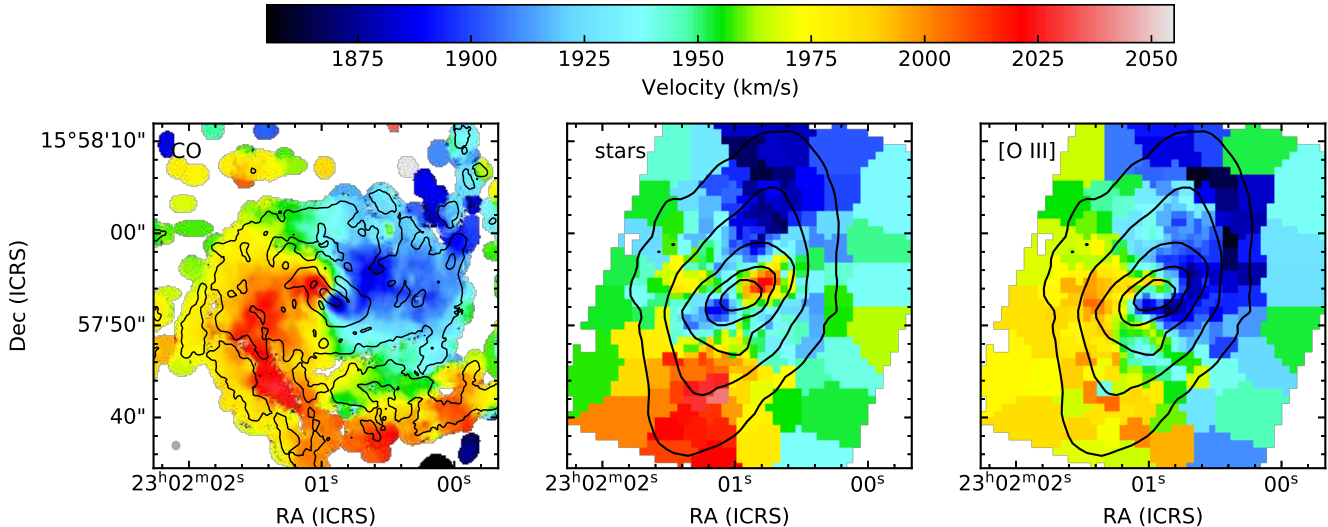 1875 1900 1925 1950 1975 2000 2025 2050
Velocity (km/s)
CO
stars
[O III]
Dec (ICRS)
15°58'10"
00"
57'50"
40"
23ʰ02ᵐ02ˢ 01ˢ 00ˢ
23ʰ02ᵐ02ˢ 01ˢ 00ˢ
23ʰ02ᵐ02ˢ 01ˢ 00ˢ
RA (ICRS)
RA (ICRS)
RA (ICRS)